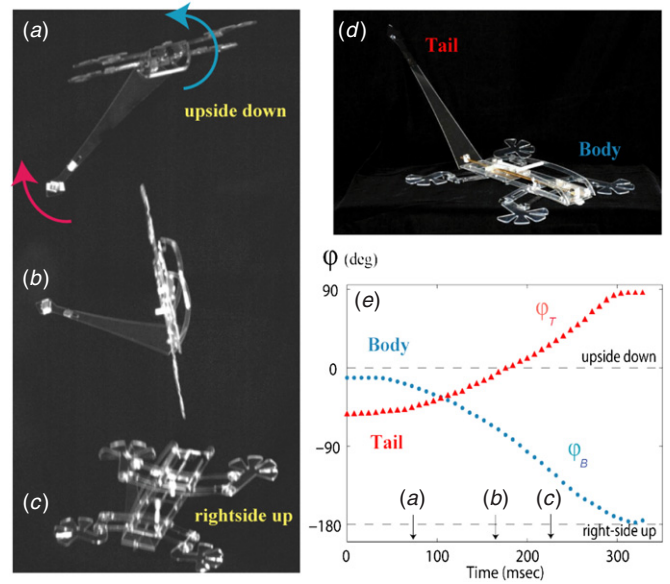 (a)
upside down
(b)
(c)
rightside up
(d)
Tail
Body
φ (deg)
(e)
90
0
−90
−180
φT
upside down
Body
Tail
φB
(a) (b) (c)
right-side up
0 100 200 300
Time (msec)